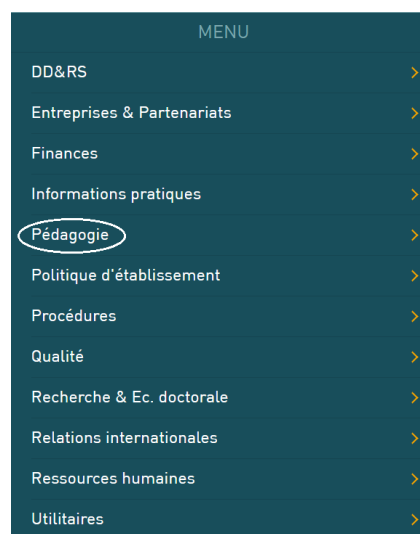 MENU
DD&RS
Entreprises & Partenariats
Finances
Informations pratiques
Pédagogie
Politique d'établissement
Procédures
Qualité
Recherche & Ec. doctorale
Relations internationales
Ressources humaines
Utilitaires